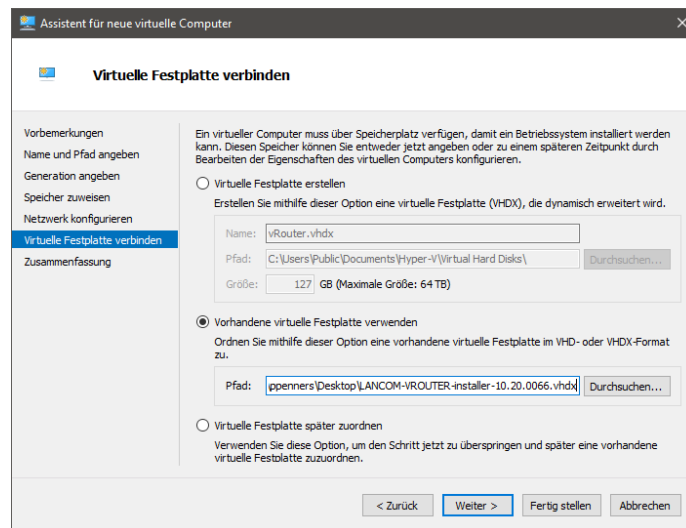 Assistent für neue virtuelle Computer
Virtuelle Festplatte verbinden
Vorbemerkungen
Name und Pfad angeben
Generation angeben
Speicher zuweisen
Netzwerk konfigurieren
Virtuelle Festplatte verbinden
Zusammenfassung
Ein virtueller Computer muss über Speicherplatz verfügen, damit ein Betriebssystem installiert werden
kann. Diesen Speicher können Sie entweder jetzt angeben oder zu einem späteren Zeitpunkt durch
Bearbeiten der Eigenschaften des virtuellen Computers konfigurieren.
Virtuelle Festplatte erstellen
Erstellen Sie mithilfe dieser Option eine virtuelle Festplatte (VHDX), die dynamisch erweitert wird.
Name: vRouter.vhdx
Pfad: C:\Users\Public\Documents\Hyper-V\Virtual Hard Disks\ Durchsuchen...
Größe: 127 GB (Maximale Größe: 64 TB)
Vorhandene virtuelle Festplatte verwenden
Ordnen Sie mithilfe dieser Option eine vorhandene virtuelle Festplatte im VHD- oder VHDX-Format
zu.
Pfad: ppenners\Desktop\LANCOM-VROUTER-installer-10.20.0066.vhdx Durchsuchen...
Virtuelle Festplatte später zuordnen
Verwenden Sie diese Option, um den Schritt jetzt zu überspringen und später eine vorhandene
virtuelle Festplatte zuzuordnen.
< Zurück Weiter > Fertig stellen Abbrechen